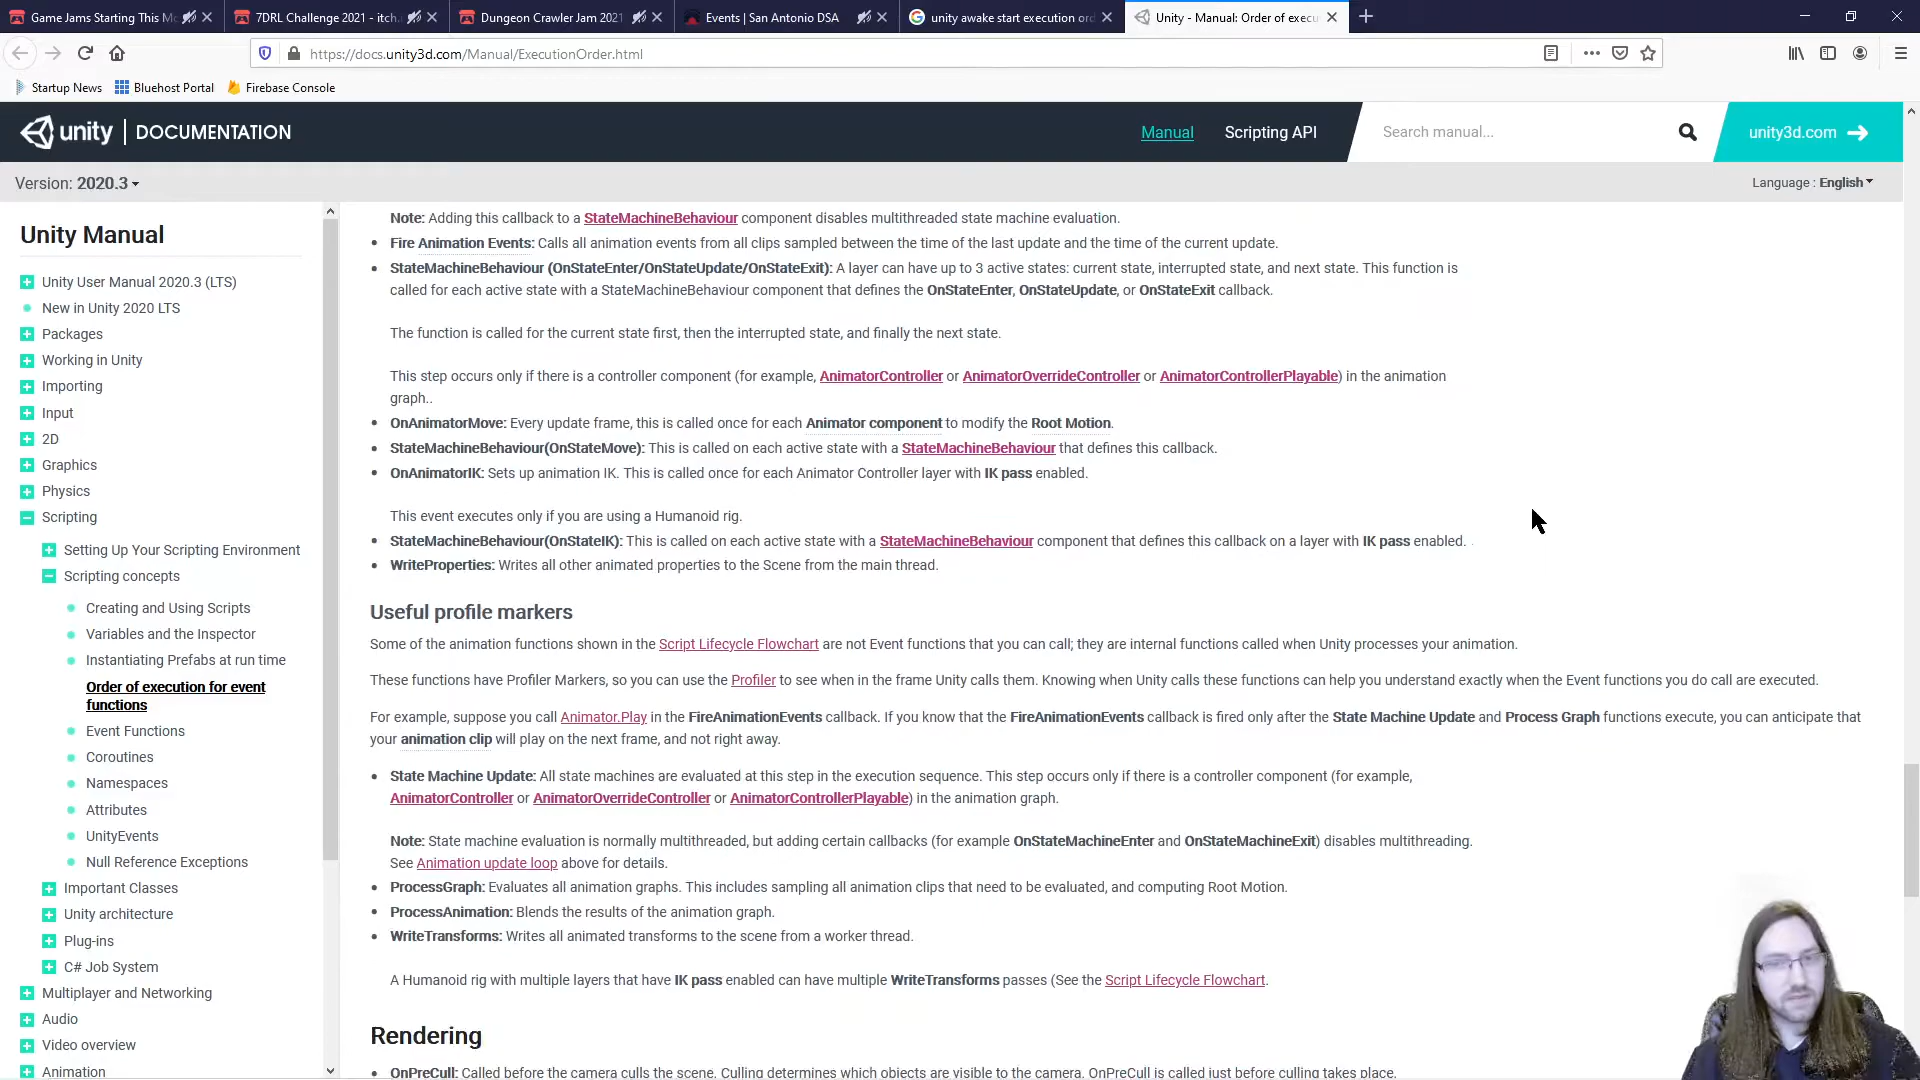 Game Jams Starting This Mo
7DRL Challenge 2021 - itch.i
Dungeon Crawler Jam 2021
Events | San Antonio DSA
unity awake start execution ord
Unity - Manual: Order of execu
https://docs.unity3d.com/Manual/ExecutionOrder.html
Startup News
Bluehost Portal
Firebase Console
unity | DOCUMENTATION
Manual
Scripting API
Search manual...
unity3d.com
Version: 2020.3
Language : English
Unity Manual
Unity User Manual 2020.3 (LTS)
New in Unity 2020 LTS
Packages
Working in Unity
Importing
Input
2D
Graphics
Physics
Scripting
Setting Up Your Scripting Environment
Scripting concepts
Creating and Using Scripts
Variables and the Inspector
Instantiating Prefabs at run time
Order of execution for event
functions
Event Functions
Coroutines
Namespaces
Attributes
UnityEvents
Null Reference Exceptions
Important Classes
Unity architecture
Plug-ins
C# Job System
Multiplayer and Networking
Audio
Video overview
Animation
Note: Adding this callback to a StateMachineBehaviour component disables multithreaded state machine evaluation.
Fire Animation Events: Calls all animation events from all clips sampled between the time of the last update and the time of the current update.
StateMachineBehaviour (OnStateEnter/OnStateUpdate/OnStateExit): A layer can have up to 3 active states: current state, interrupted state, and next state. This function is
called for each active state with a StateMachineBehaviour component that defines the OnStateEnter, OnStateUpdate, or OnStateExit callback.
The function is called for the current state first, then the interrupted state, and finally the next state.
This step occurs only if there is a controller component (for example, AnimatorController or AnimatorOverrideController or AnimatorControllerPlayable) in the animation
graph..
OnAnimatorMove: Every update frame, this is called once for each Animator component to modify the Root Motion.
StateMachineBehaviour(OnStateMove): This is called on each active state with a StateMachineBehaviour that defines this callback.
OnAnimatorIK: Sets up animation IK. This is called once for each Animator Controller layer with IK pass enabled.
This event executes only if you are using a Humanoid rig.
StateMachineBehaviour(OnStateIK): This is called on each active state with a StateMachineBehaviour component that defines this callback on a layer with IK pass enabled.
WriteProperties: Writes all other animated properties to the Scene from the main thread.
Useful profile markers
Some of the animation functions shown in the Script Lifecycle Flowchart are not Event functions that you can call; they are internal functions called when Unity processes your animation.
These functions have Profiler Markers, so you can use the Profiler to see when in the frame Unity calls them. Knowing when Unity calls these functions can help you understand exactly when the Event functions you do call are executed.
For example, suppose you call Animator.Play in the FireAnimationEvents callback. If you know that the FireAnimationEvents callback is fired only after the State Machine Update and Process Graph functions execute, you can anticipate that
your animation clip will play on the next frame, and not right away.
State Machine Update: All state machines are evaluated at this step in the execution sequence. This step occurs only if there is a controller component (for example,
AnimatorController or AnimatorOverrideController or AnimatorControllerPlayable) in the animation graph.
Note: State machine evaluation is normally multithreaded, but adding certain callbacks (for example OnStateMachineEnter and OnStateMachineExit) disables multithreading.
See Animation update loop above for details.
ProcessGraph: Evaluates all animation graphs. This includes sampling all animation clips that need to be evaluated, and computing Root Motion.
ProcessAnimation: Blends the results of the animation graph.
WriteTransforms: Writes all animated transforms to the scene from a worker thread.
A Humanoid rig with multiple layers that have IK pass enabled can have multiple WriteTransforms passes (See the Script Lifecycle Flowchart.
Rendering
OnPreCull: Called before the camera culls the scene. Culling determines which objects are visible to the camera. OnPreCull is called just before culling takes place.